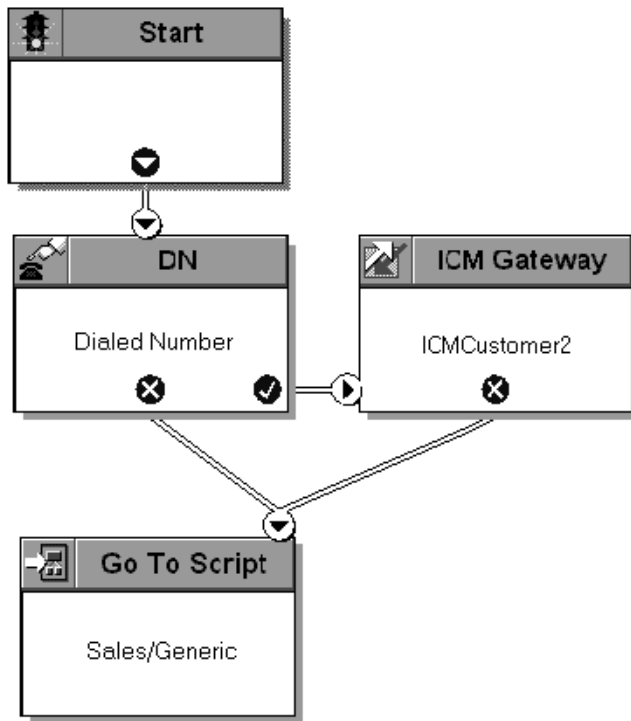 Start
DN
Dialed Number
ICM Gateway
ICMCustomer2
Go To Script
Sales/Generic